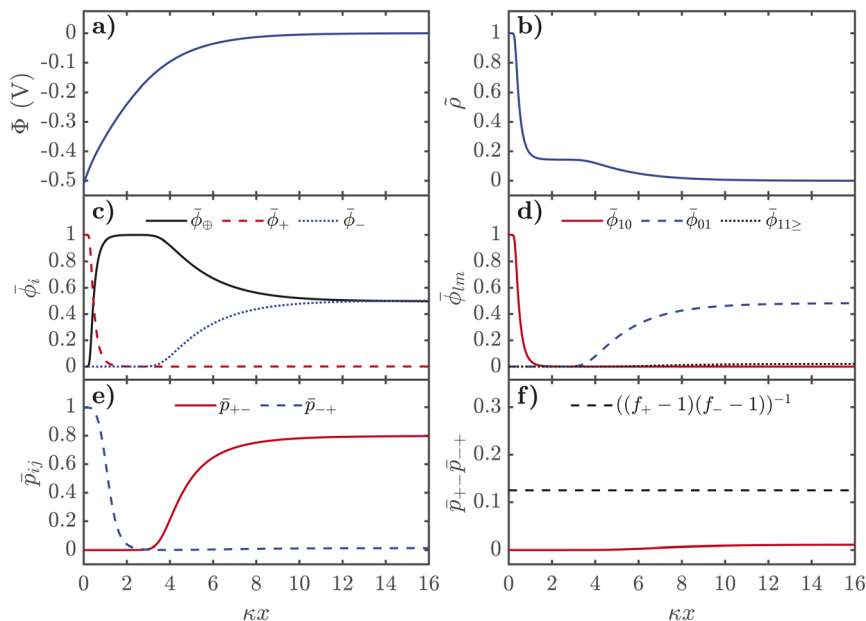 a)
0
-0.1
-0.2
-0.3
-0.4
-0.5
Φ (V)
b)
1
0.8
0.6
0.4
0.2
0
ρ̃
c) ϕ̄⊕ ϕ̄+ ϕ̄−
1
0.8
0.6
0.4
0.2
0
ϕ̄i
d) ϕ̄10 ϕ̄01 ϕ̄11≥
1
0.8
0.6
0.4
0.2
0
ϕ̄lm
e) p̄+− p̄−+
1
0.8
0.6
0.4
0.2
0
p̄ij
0 2 4 6 8 10 12 14 16
κx
f) ((f+ − 1)(f− − 1))⁻¹
0.3
0.2
0.1
0
p̄+−p̄−+
0 2 4 6 8 10 12 14 16
κx